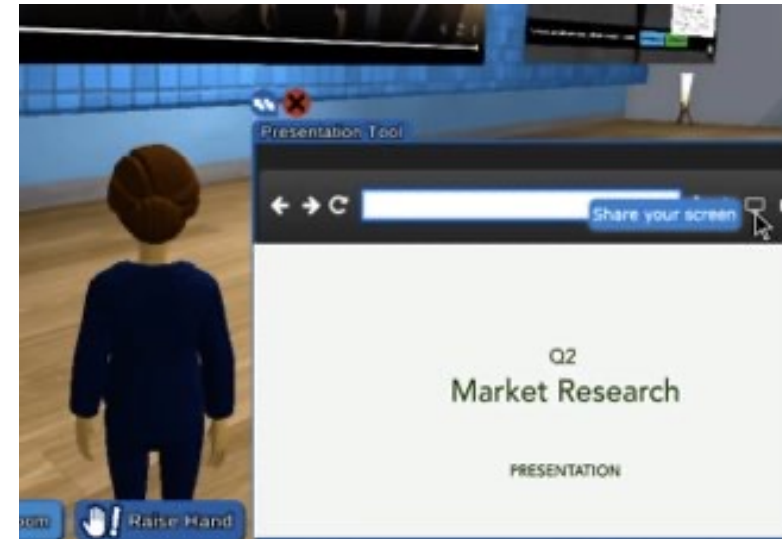 Presentation Tool
Share your screen
Q2
Market Research
PRESENTATION
Raise Hand